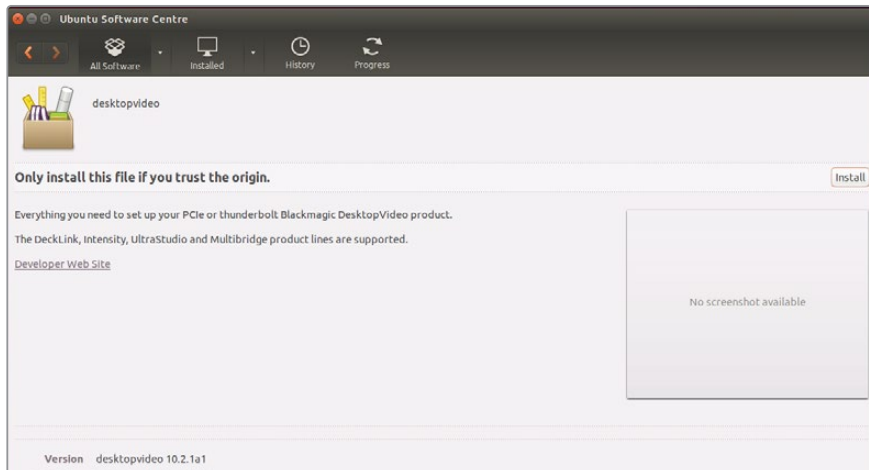 Ubuntu Software Centre
All Software
Installed
History
Progress
desktopvideo
Only install this file if you trust the origin.
Install
Everything you need to set up your PCIe or thunderbolt Blackmagic DesktopVideo product.
The DeckLink, Intensity, UltraStudio and Multibridge product lines are supported.
Developer Web Site
No screenshot available
Version desktopvideo 10.2.1a1